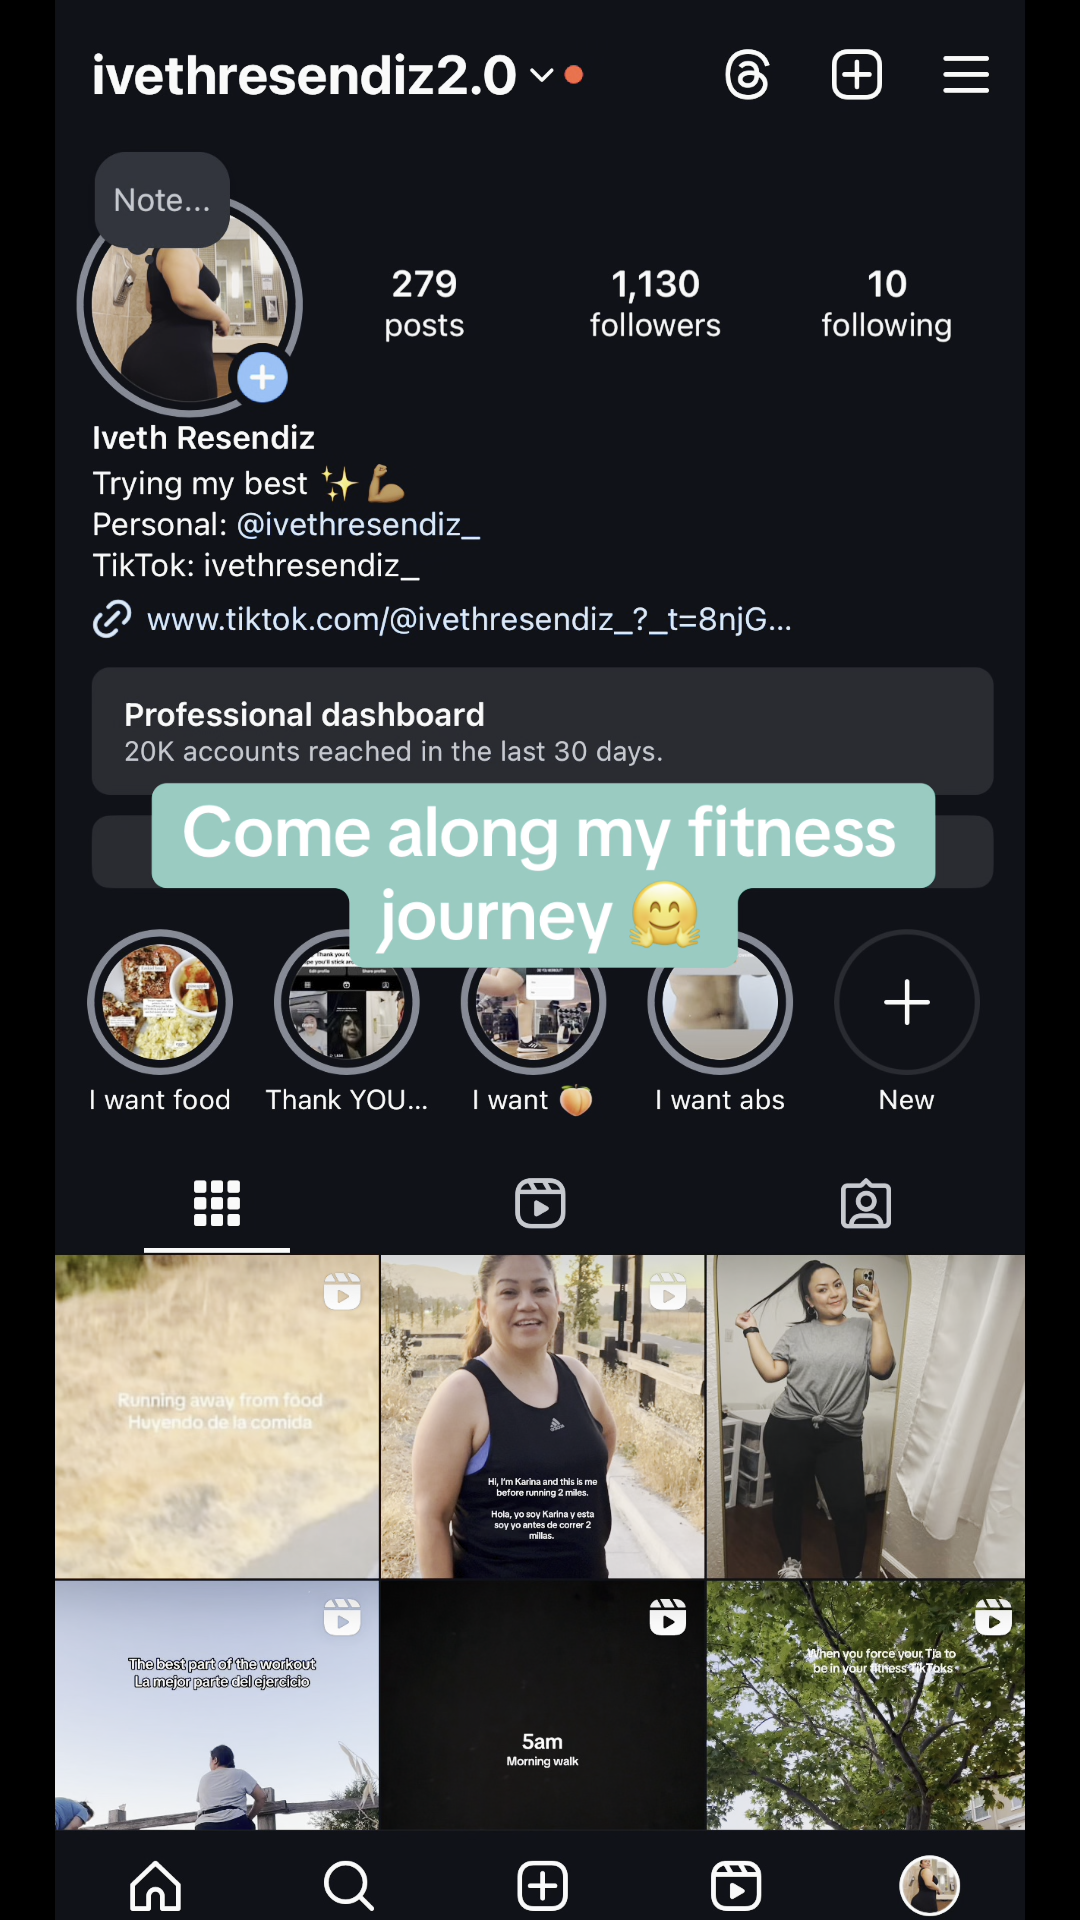 ivethresendiz2.0
Note...
279
posts
1,130
followers
10
following
Iveth Resendiz
Trying my best ✨💪🏽
Personal: @ivethresendiz_
TikTok: ivethresendiz_
www.tiktok.com/@ivethresendiz_?_t=8njG...
Professional dashboard
20K accounts reached in the last 30 days.
Come along my fitness
journey 🤗
I want food
Thank YOU...
I want 🍑
I want abs
New
Running away from food
Huyendo de la comida
Hi, I'm Karina and this is me
before running 2 miles.
Hola, yo soy Karina y esta
soy yo antes de correr 2
millas.
The best part of the workout
La mejor parte del ejercicio
5am
Morning walk
When you force your Tia to
be in your fitness TikToks